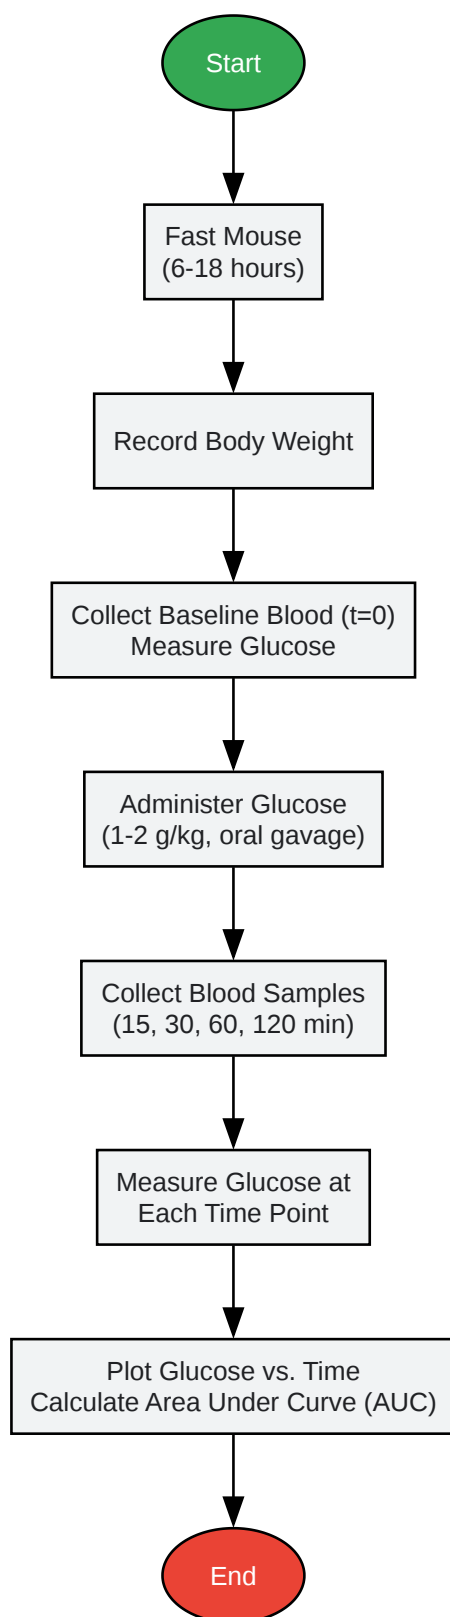 Start
Fast Mouse
(6-18 hours)
Record Body Weight
Collect Baseline Blood (t=0)
Measure Glucose
Administer Glucose
(1-2 g/kg, oral gavage)
Collect Blood Samples
(15, 30, 60, 120 min)
Measure Glucose at
Each Time Point
Plot Glucose vs. Time
Calculate Area Under Curve (AUC)
End